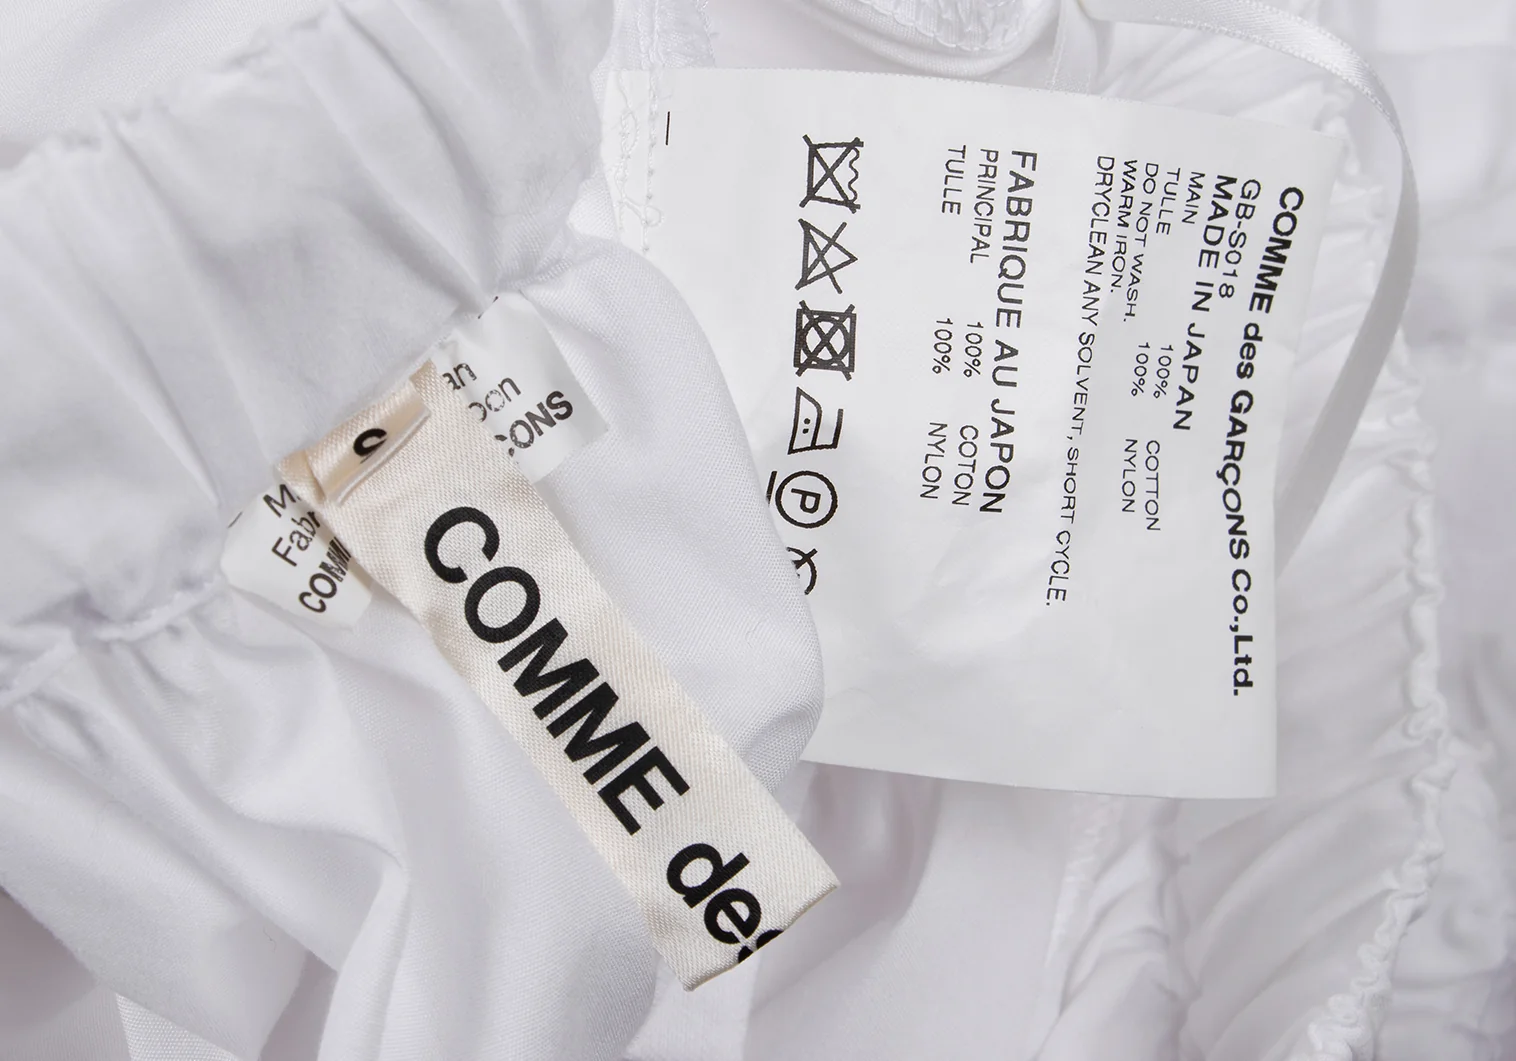 COMME des GARÇONS Co.,Ltd.
GB-S018
MADE IN JAPAN
MAIN 100% COTTON
TULLE 100% NYLON
DO NOT WASH.
WARM IRON.
DRYCLEAN ANY SOLVENT, SHORT CYCLE.
FABRIQUE AU JAPON
PRINCIPAL 100% COTON
TULLE 100% NYLON
P
S
COMME des